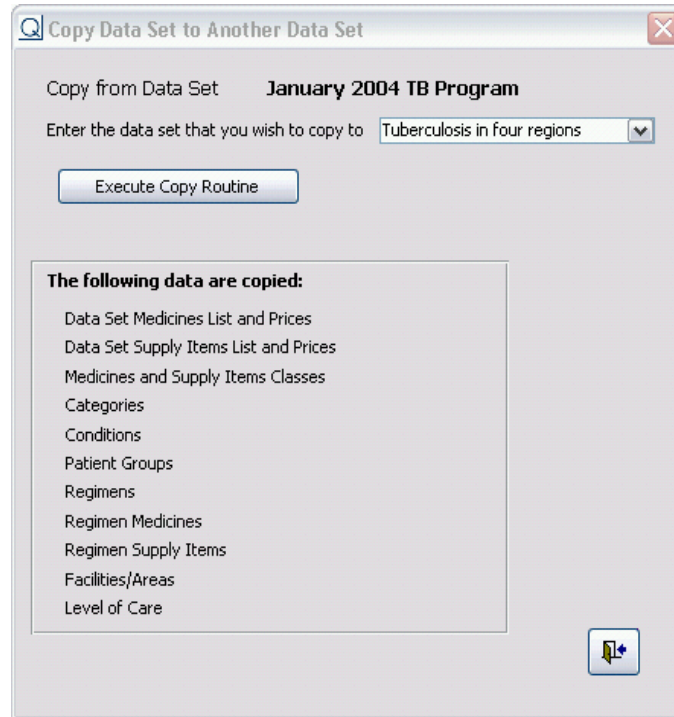 Q Copy Data Set to Another Data Set
Copy from Data Set January 2004 TB Program
Enter the data set that you wish to copy to Tuberculosis in four regions
Execute Copy Routine
The following data are copied:
Data Set Medicines List and Prices
Data Set Supply Items List and Prices
Medicines and Supply Items Classes
Categories
Conditions
Patient Groups
Regimens
Regimen Medicines
Regimen Supply Items
Facilities/Areas
Level of Care